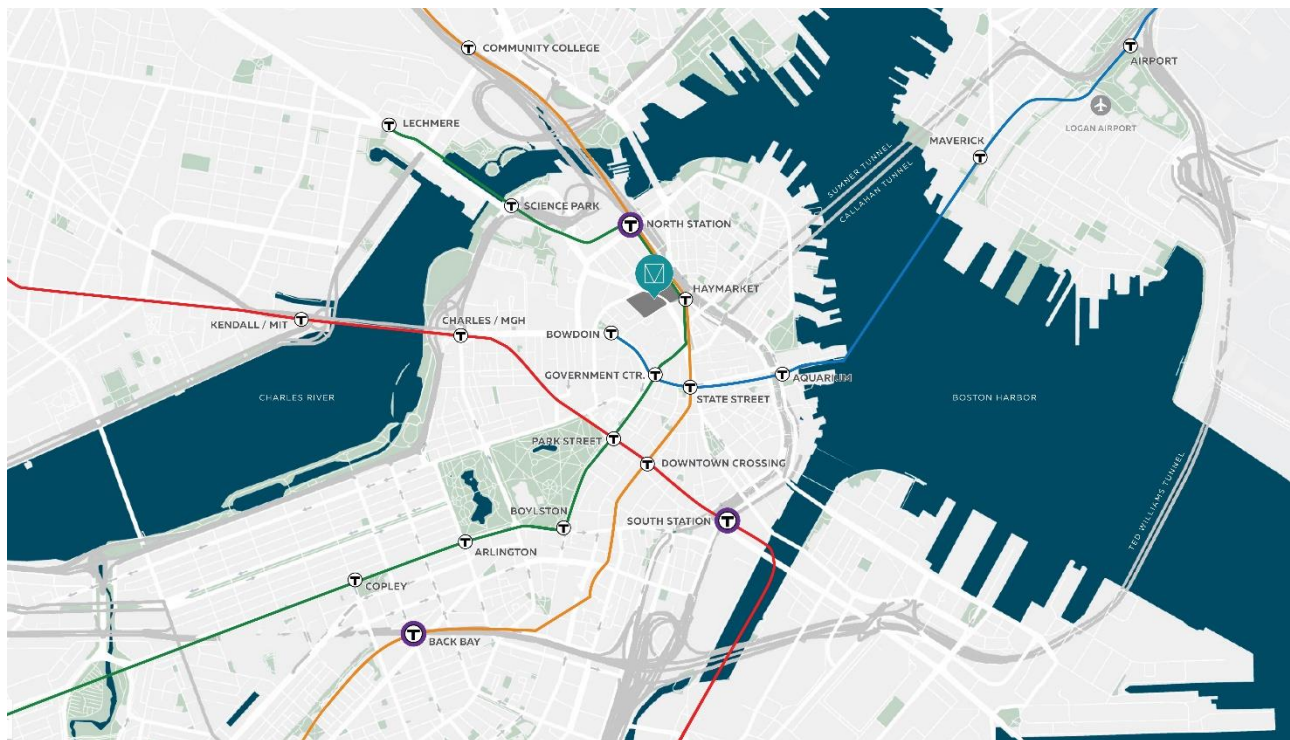 COMMUNITY COLLEGE
AIRPORT
LOGAN AIRPORT
LECHMERE
MAVERICK
SUMNER TUNNEL
CALLAHAN TUNNEL
SCIENCE PARK
T NORTH STATION
HAYMARKET
KENDALL / MIT
CHARLES / MGH
BOWDOIN
GOVERNMENT CTR.
AQUARIUM
STATE STREET
CHARLES RIVER
BOSTON HARBOR
PARK STREET
DOWNTOWN CROSSING
TED WILLIAMS TUNNEL
BOYLSTON
SOUTH STATION T
ARLINGTON
COPLEY
T BACK BAY